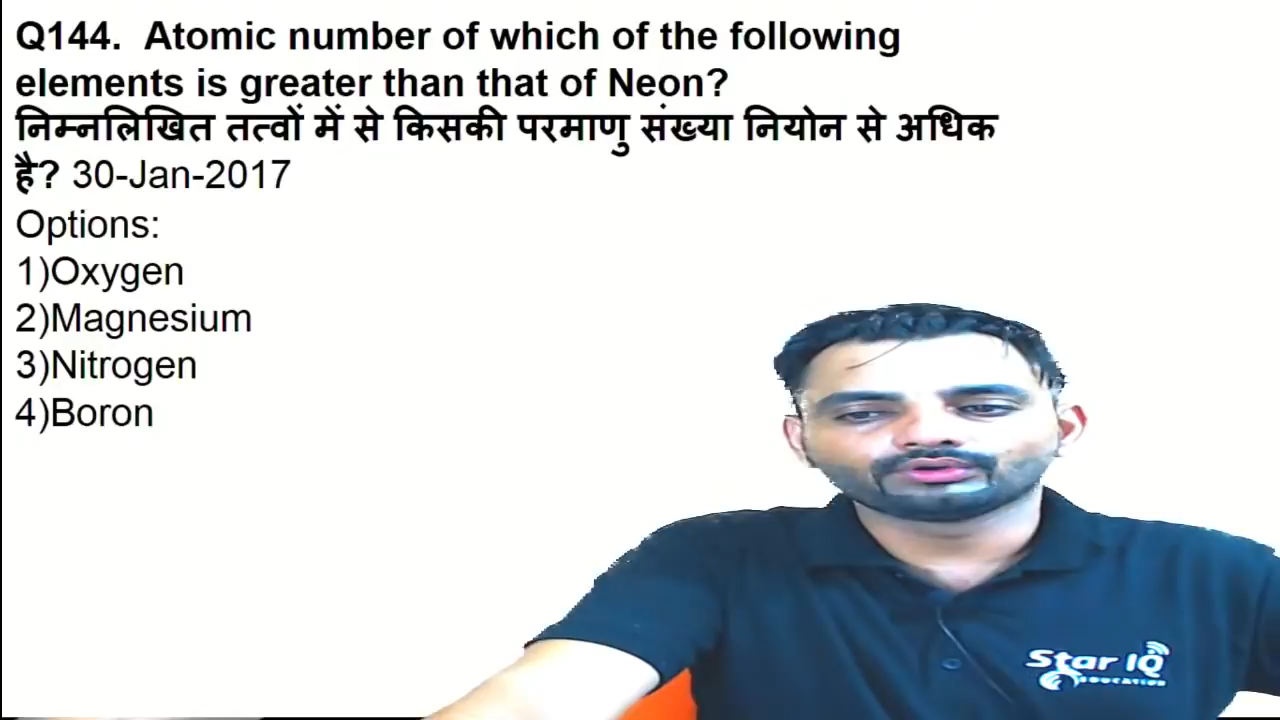 Q144.  Atomic number of which of the following
elements is greater than that of Neon?
निम्नलिखित तत्वों में से किसकी परमाणु संख्या नियोन से अधिक
है? 30-Jan-2017
Options:
1)Oxygen
2)Magnesium
3)Nitrogen
4)Boron
Star IQ
EDUCATION